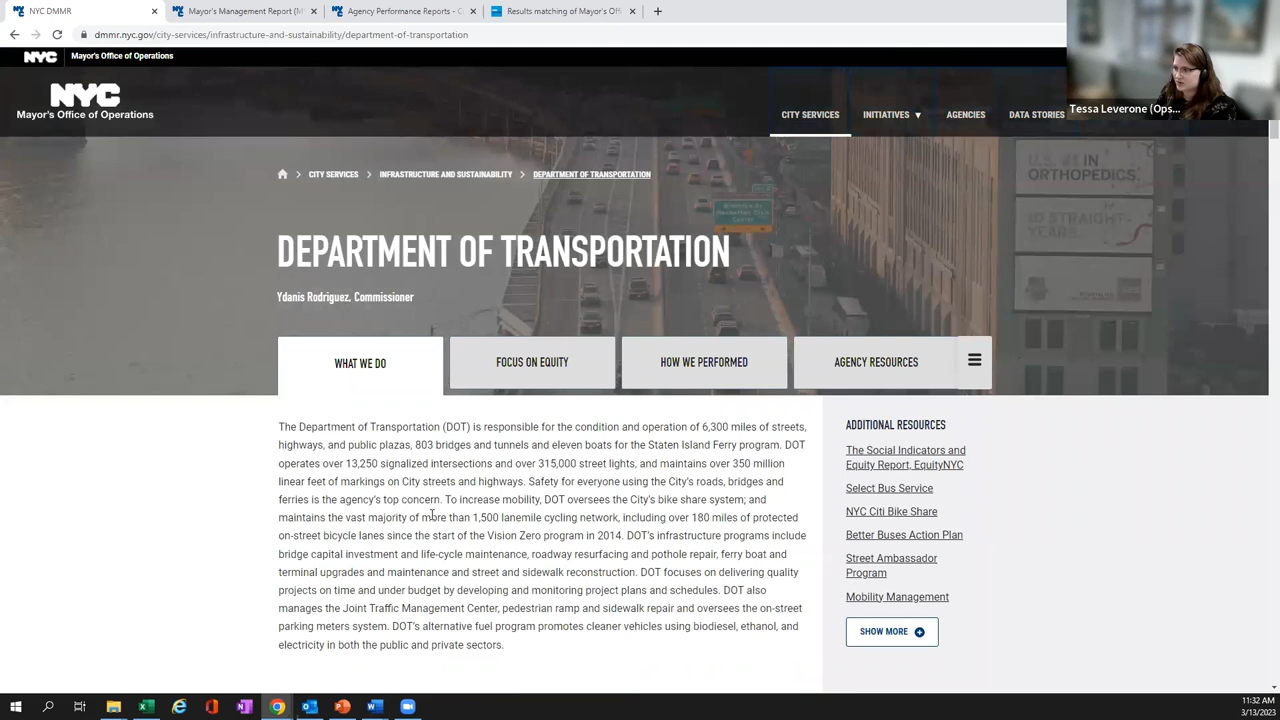 NYC DMMR
Mayor's Management Report (M
Agency Performance Reports - C
Results matching of Mayor's Off
dmmr.nyc.gov/city-services/infrastructure-and-sustainability/department-of-transportation
NYC Mayor's Office of Operations
NYC
Mayor's Office of Operations
CITY SERVICES
INITIATIVES ▼
AGENCIES
DATA STORIES
Tessa Leverone (Ops...
CITY SERVICES > INFRASTRUCTURE AND SUSTAINABILITY > DEPARTMENT OF TRANSPORTATION
U.S. #1 IN
ORTHOPEDICS.
10 STRAIGHT
YEARS.
DEPARTMENT OF TRANSPORTATION
Ydanis Rodriguez, Commissioner
WHAT WE DO
FOCUS ON EQUITY
HOW WE PERFORMED
AGENCY RESOURCES
The Department of Transportation (DOT) is responsible for the condition and operation of 6,300 miles of streets,
highways, and public plazas, 803 bridges and tunnels and eleven boats for the Staten Island Ferry program. DOT
operates over 13,250 signalized intersections and over 315,000 street lights, and maintains over 350 million
linear feet of markings on City streets and highways. Safety for everyone using the City's roads, bridges and
ferries is the agency's top concern. To increase mobility, DOT oversees the City's bike share system; and
maintains the vast majority of more than 1,500 lanemile cycling network, including over 180 miles of protected
on-street bicycle lanes since the start of the Vision Zero program in 2014. DOT's infrastructure programs include
bridge capital investment and life-cycle maintenance, roadway resurfacing and pothole repair, ferry boat and
terminal upgrades and maintenance and street and sidewalk reconstruction. DOT focuses on delivering quality
projects on time and under budget by developing and monitoring project plans and schedules. DOT also
manages the Joint Traffic Management Center, pedestrian ramp and sidewalk repair and oversees the on-street
parking meters system. DOT's alternative fuel program promotes cleaner vehicles using biodiesel, ethanol, and
electricity in both the public and private sectors.
ADDITIONAL RESOURCES
The Social Indicators and
Equity Report, EquityNYC
Select Bus Service
NYC Citi Bike Share
Better Buses Action Plan
Street Ambassador
Program
Mobility Management
SHOW MORE
11:32 AM
3/13/2023